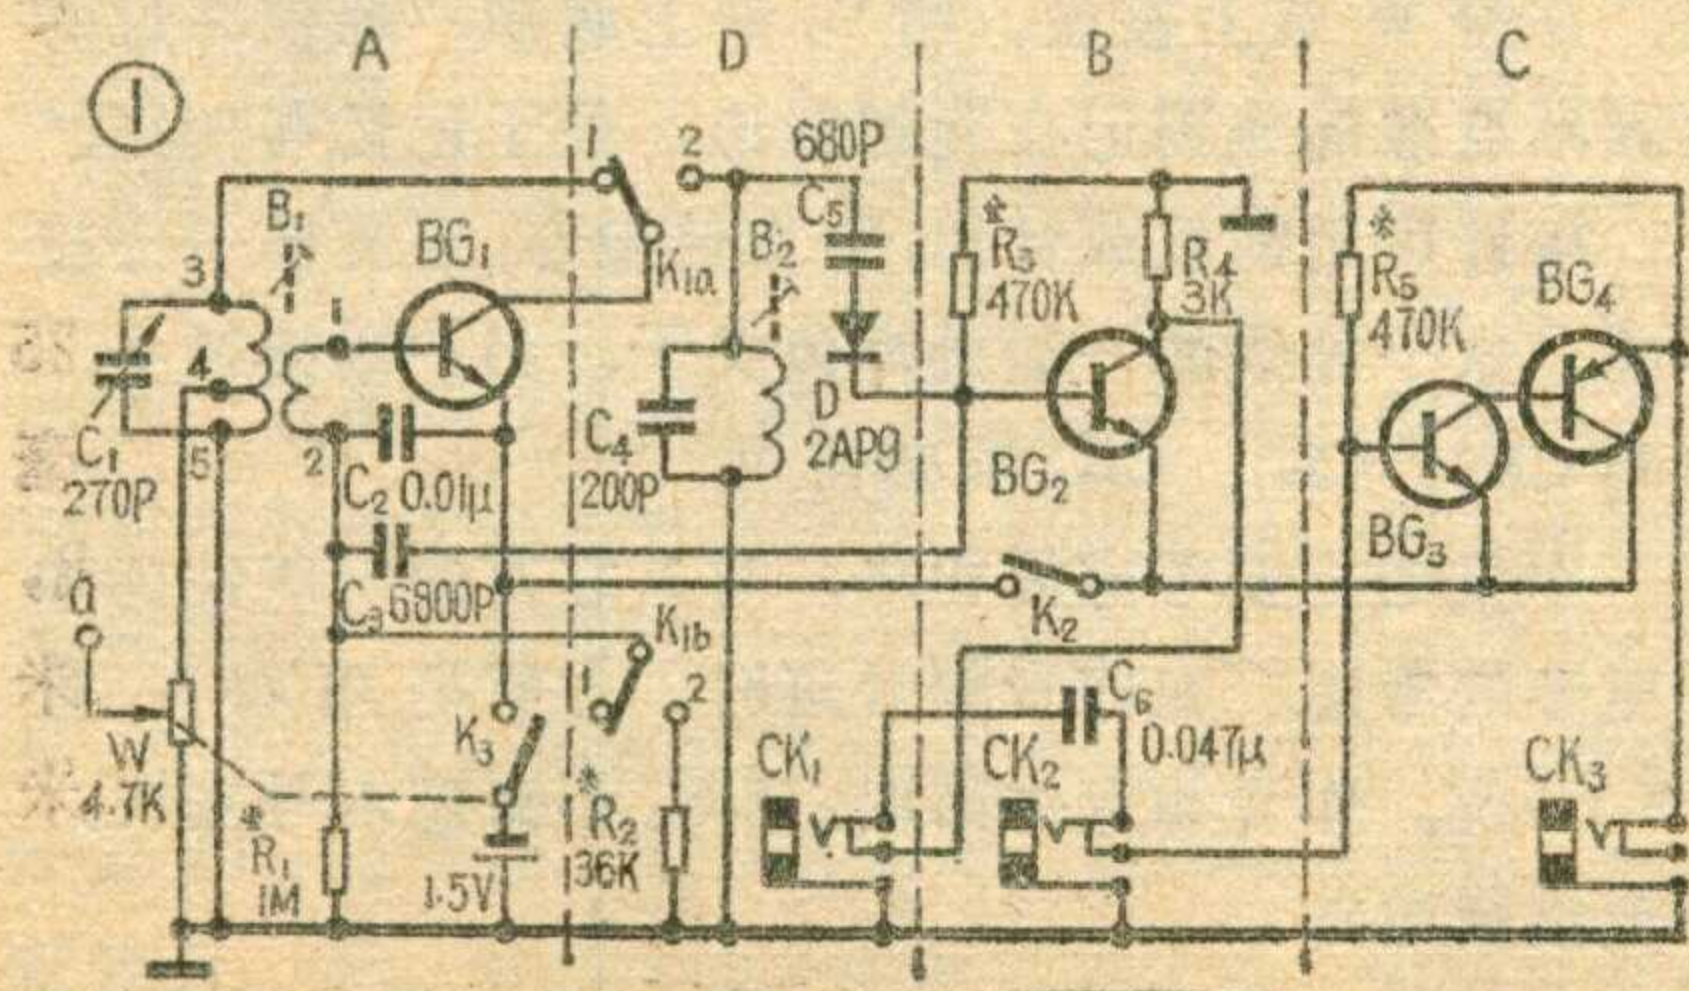 ①
A
D
B
C
1
2
680P
C5
B1
BG1
K1a
B2
*
R3
470K
R4
3K
*
R5
470K
BG4
3
1
4
5
2
C1
270P
C2 0.01μ
C4
200P
D
2AP9
BG2
BG3
C3 6800P
a
K1b
K2
1
2
W
4.7K
K3
*
R1
1M
1.5V
*
R2
36K
CK1
CK2
C6
0.047μ
CK3